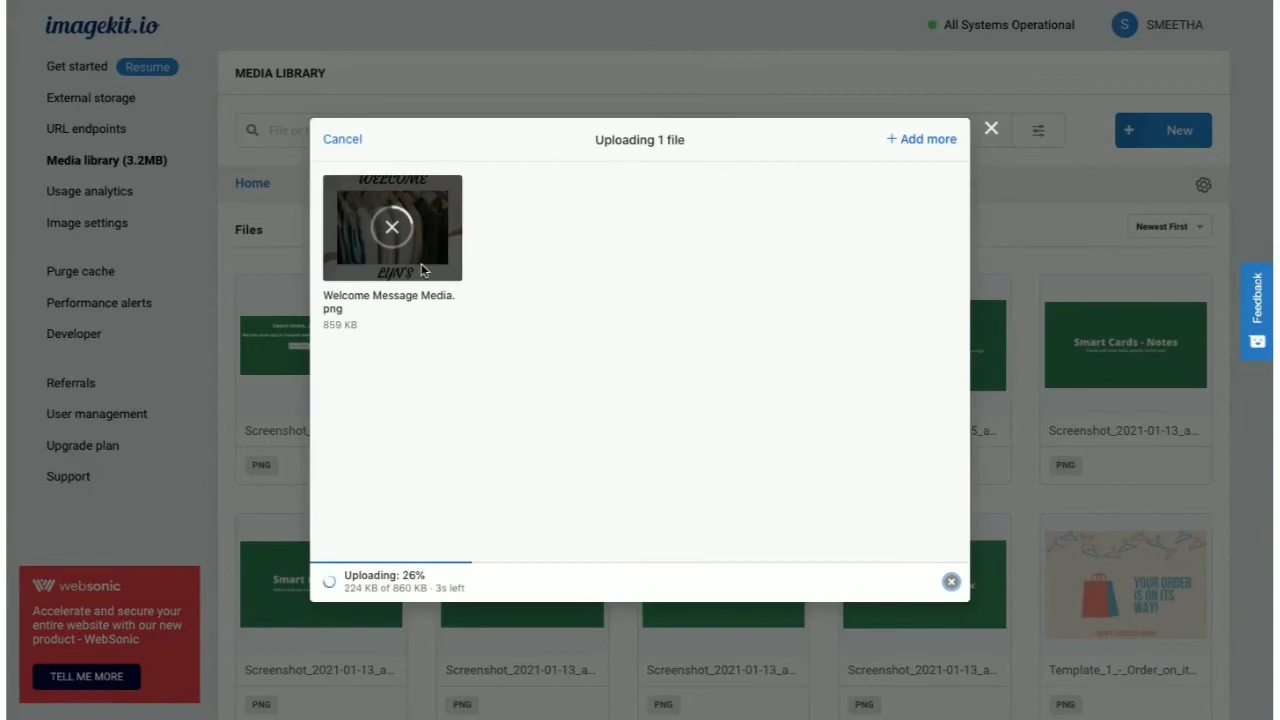 imagekit.io
All Systems Operational
S
SMEETHA
Get started
Resume
External storage
URL endpoints
Media library (3.2MB)
Usage analytics
Image settings
Purge cache
Performance alerts
Developer
Referrals
User management
Upgrade plan
Support
websonic
Accelerate and secure your
entire website with our new
product - WebSonic
TELL ME MORE
MEDIA LIBRARY
File or
+ New
Home
Files
Newest First
Cancel
Uploading 1 file
+ Add more
WELCOME
LYN'S
Welcome Message Media.
png
859 KB
Uploading: 26%
224 KB of 860 KB · 3s left
Screenshot_
PNG
Smart Cards - Notes
Screenshot_2021-01-13_a...
PNG
Smart
Screenshot_2021-01-13_a...
PNG
Screenshot_2021-01-13_a...
PNG
Screenshot_2021-01-13_a...
PNG
Screenshot_2021-01-13_a...
PNG
YOUR ORDER
IS ON ITS
WAY!
Template_1_-_Order_on_it...
PNG
Feedback